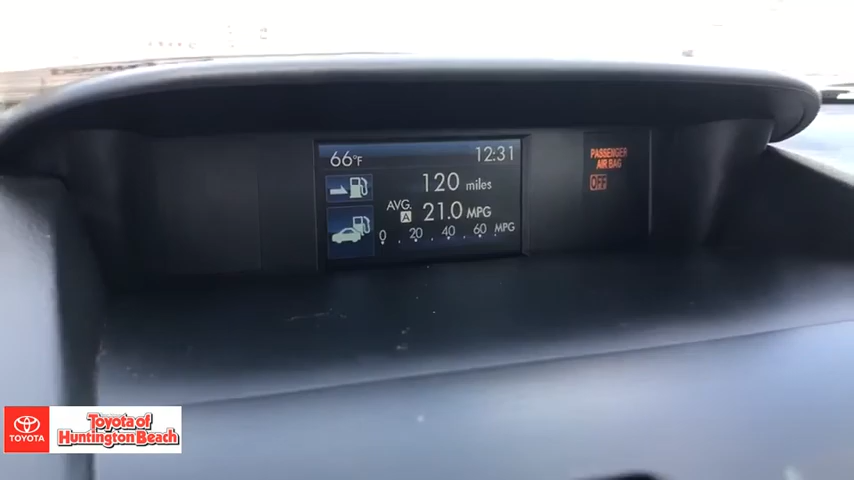 66°F 12:31
120 miles
AVG. A 21.0 MPG
0 20 40 60 MPG
PASSENGER
AIR BAG
OFF
TOYOTA
Toyota of
Huntington Beach